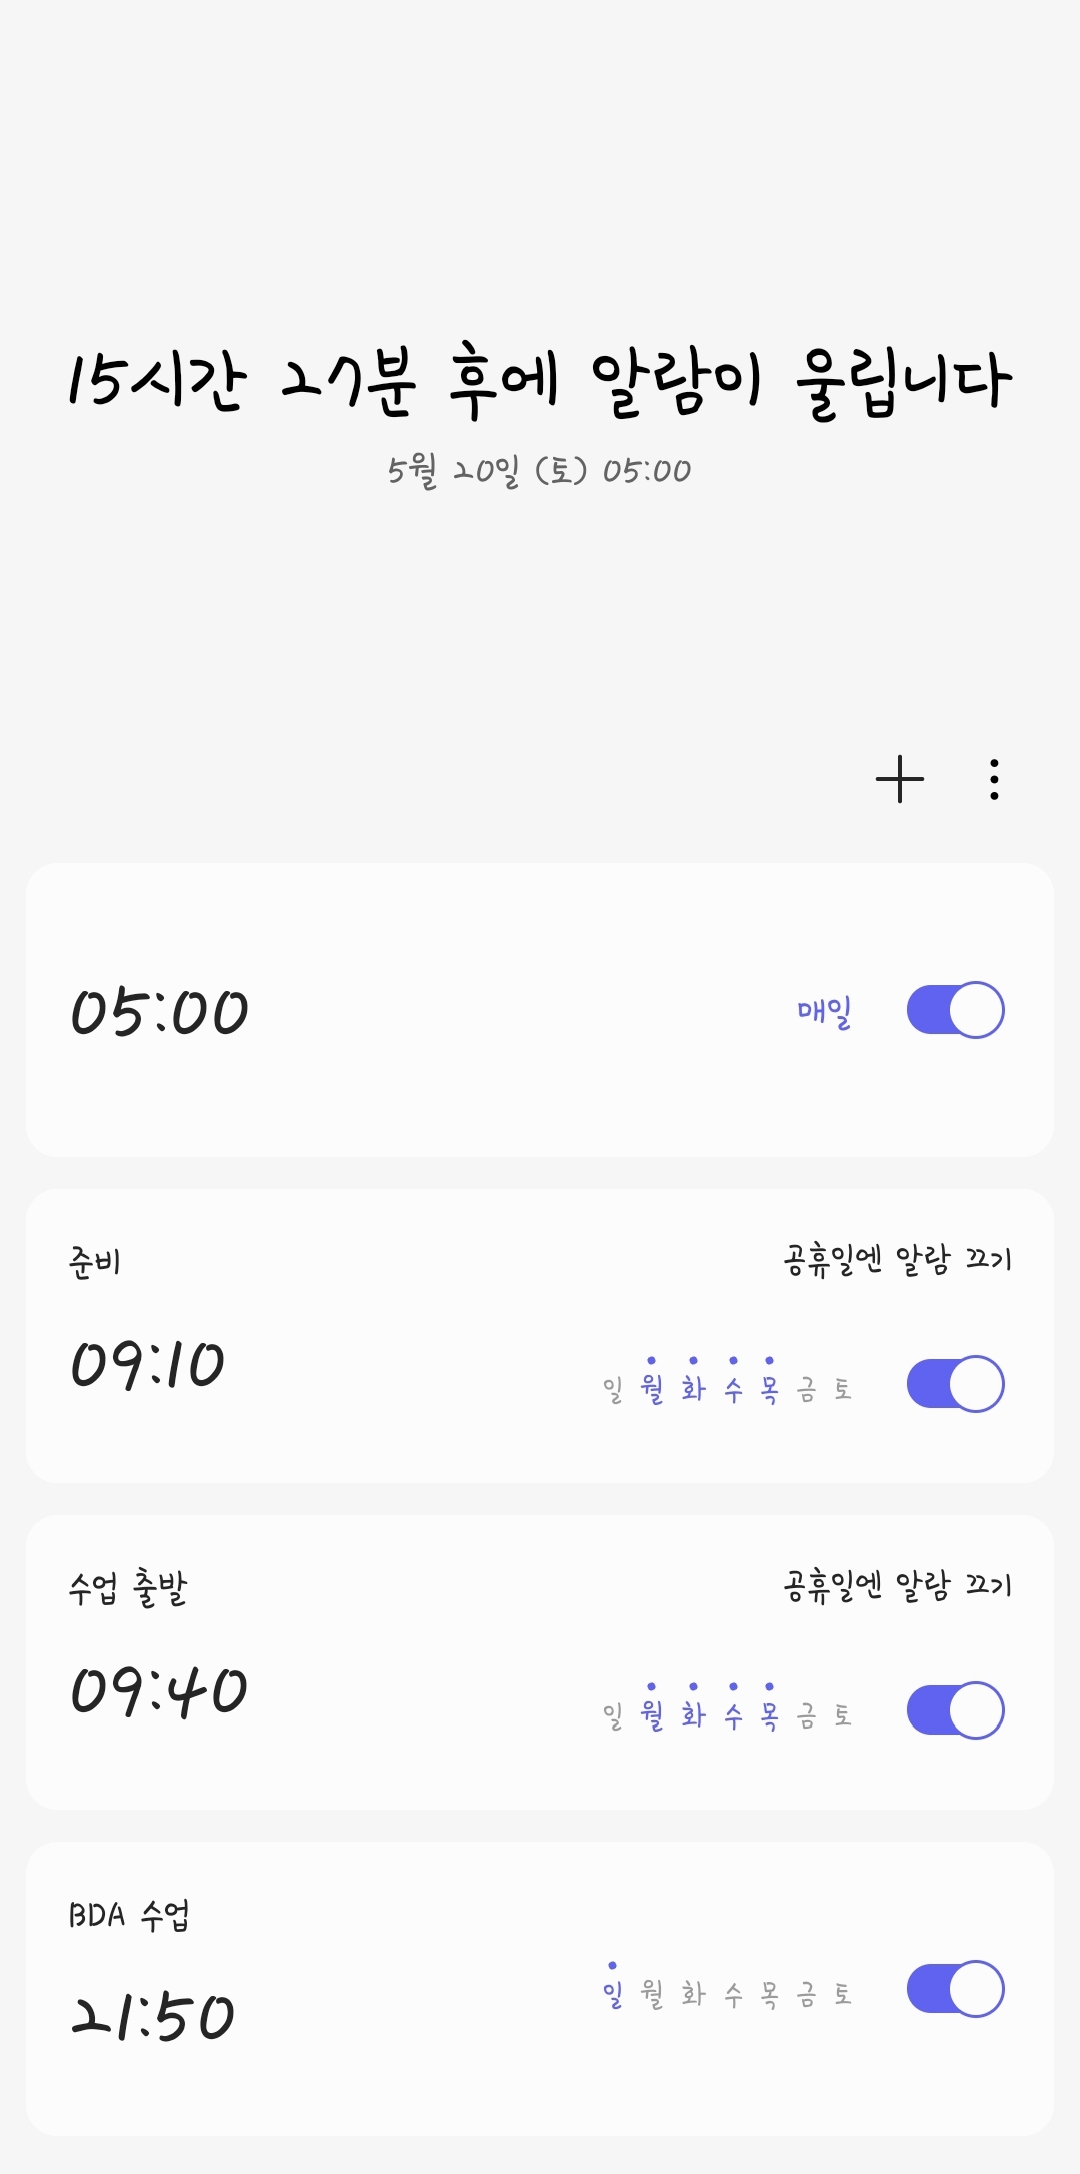 15시간 27분 후에 알람이 울립니다
5월 20일 (토) 05:00
05:00 매일
준비 공휴일엔 알람 끄기
09:10 일 월 화 수 목 금 토
수업 출발 공휴일엔 알람 끄기
09:40 일 월 화 수 목 금 토
BDA 수업
21:50 일 월 화 수 목 금 토